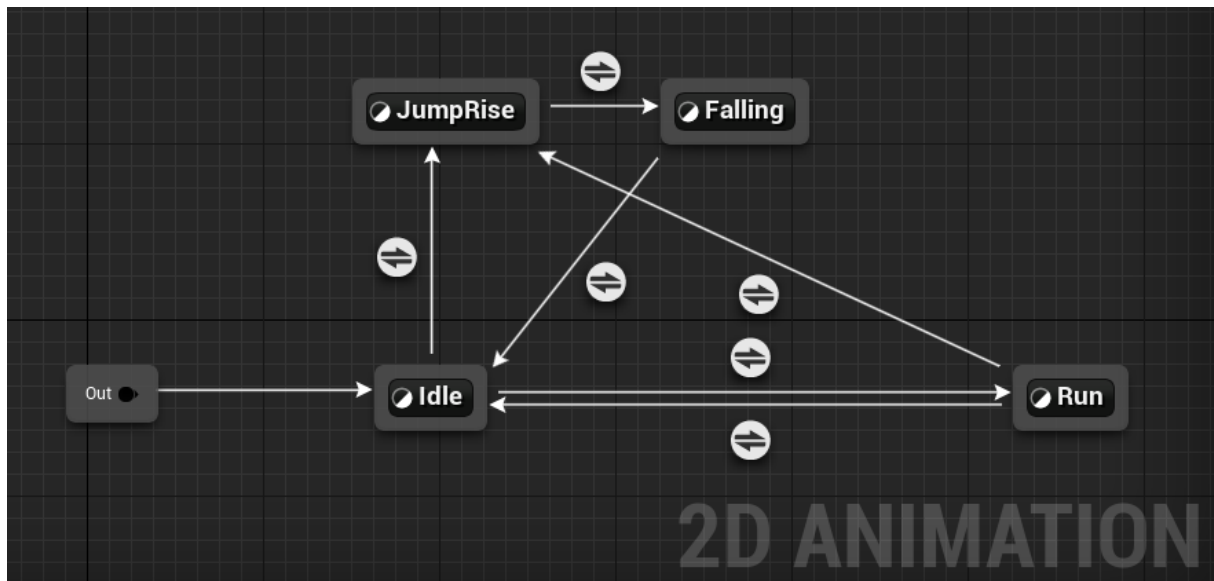 JumpRise
Falling
Out
Idle
Run
2D ANIMATION